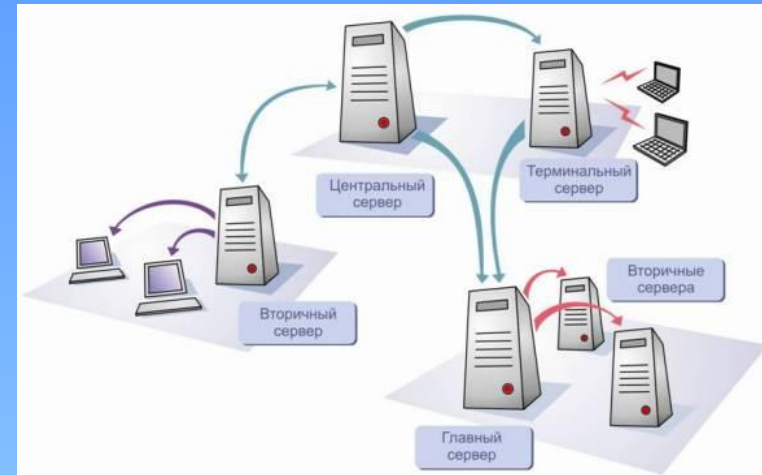 Центральный
сервер
Терминальный
сервер
Вторичный
сервер
Вторичные
сервера
Главный
сервер